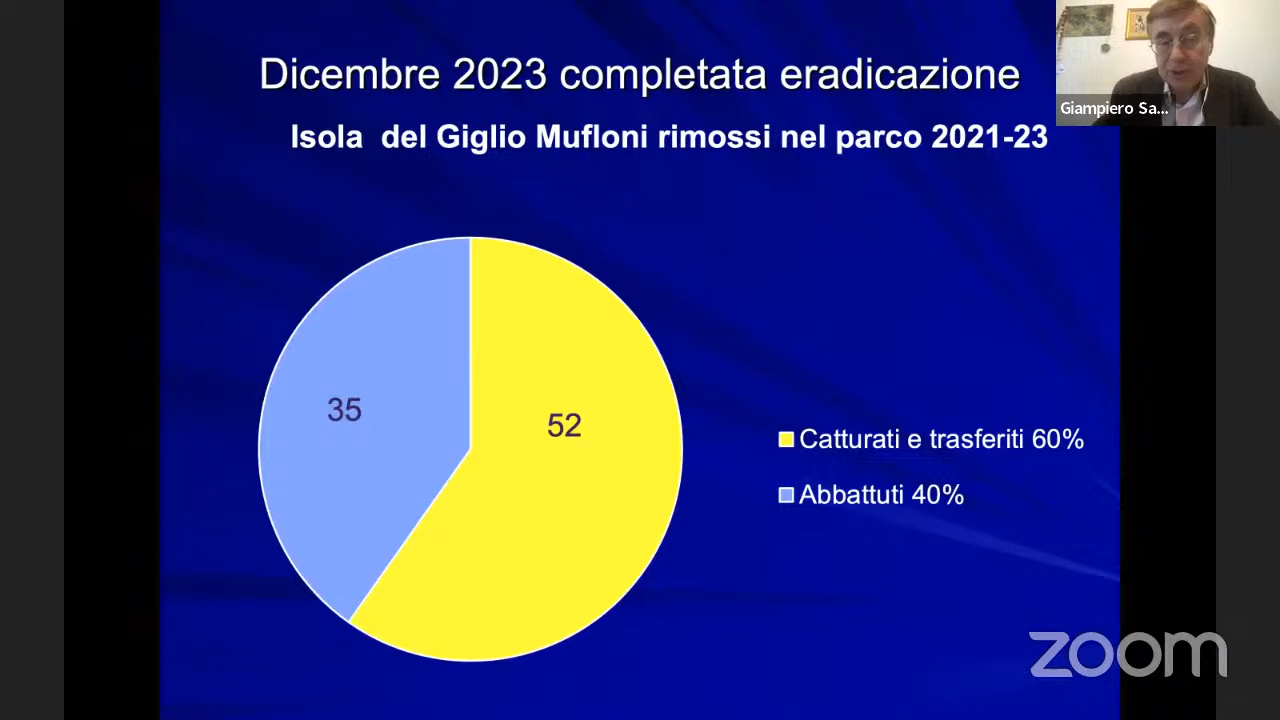 Dicembre 2023 completata eradicazione
Isola del Giglio Mufloni rimossi nel parco 2021-23
Giampiero Sa...
35
52
Catturati e trasferiti 60%
Abbattuti 40%
zoom